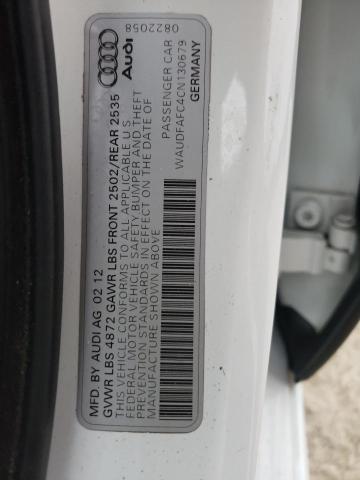 MFD. BY AUDI AG 02 12
GVWR LBS 4872 GAWR LBS FRONT 2502/REAR 2535
THIS VEHICLE CONFORMS TO ALL APPLICABLE U S
FEDERAL MOTOR VEHICLE SAFETY BUMPER AND THEFT
PREVENTION STANDARDS IN EFFECT ON THE DATE OF
MANUFACTURE SHOWN ABOVE
Audi
0822058
PASSENGER CAR
WAUDFAFC4CN130679
GERMANY